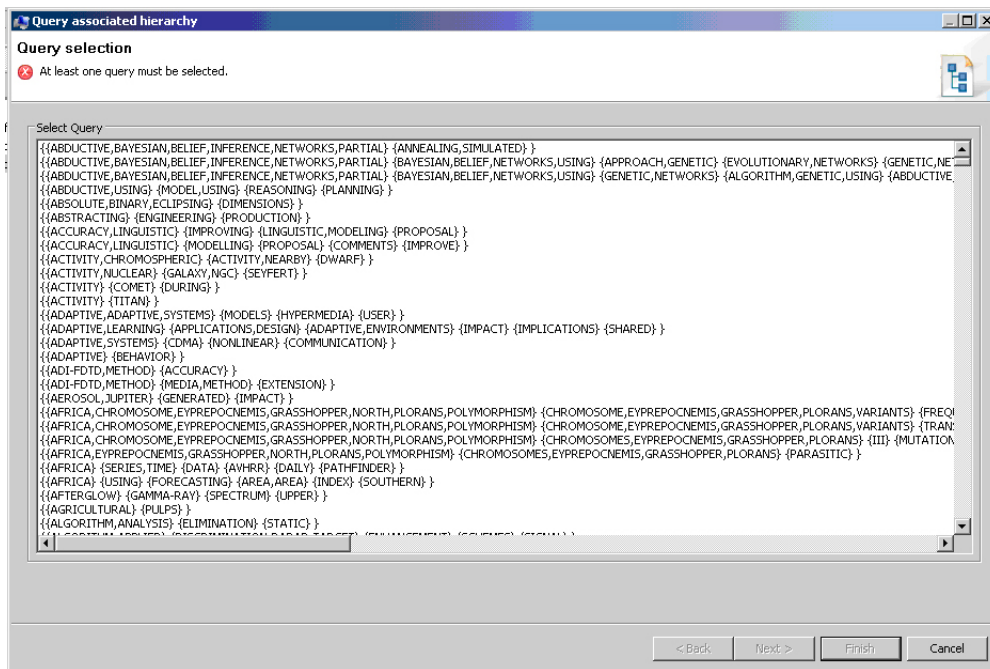 Query associated hierarchy
Query selection
At least one query must be selected.
Select Query
{{ABDUCTIVE,BAYESIAN,BELIEF,INFERENCE,NETWORKS,PARTIAL} {ANNEALING,SIMULATED} }
{{ABDUCTIVE,BAYESIAN,BELIEF,INFERENCE,NETWORKS,PARTIAL} {BAYESIAN,BELIEF,NETWORKS,USING} {APPROACH,GENETIC} {EVOLUTIONARY,NETWORKS} {GENETIC,NET
{{ABDUCTIVE,BAYESIAN,BELIEF,INFERENCE,NETWORKS,PARTIAL} {BAYESIAN,BELIEF,NETWORKS,USING} {GENETIC,NETWORKS} {ALGORITHM,GENETIC,USING} {ABDUCTIVE,
{{ABDUCTIVE,USING} {MODEL,USING} {REASONING} {PLANNING} }
{{ABSOLUTE,BINARY,ECLIPSING} {DIMENSIONS} }
{{ABSTRACTING} {ENGINEERING} {PRODUCTION} }
{{ACCURACY,LINGUISTIC} {IMPROVING} {LINGUISTIC,MODELING} {PROPOSAL} }
{{ACCURACY,LINGUISTIC} {MODELLING} {PROPOSAL} {COMMENTS} {IMPROVE} }
{{ACTIVITY,CHROMOSPHERIC} {ACTIVITY,NEARBY} {DWARF} }
{{ACTIVITY,NUCLEAR} {GALAXY,NGC} {SEYFERT} }
{{ACTIVITY} {COMET} {DURING} }
{{ACTIVITY} {TITAN} }
{{ADAPTIVE,ADAPTIVE,SYSTEMS} {MODELS} {HYPERMEDIA} {USER} }
{{ADAPTIVE,LEARNING} {APPLICATIONS,DESIGN} {ADAPTIVE,ENVIRONMENTS} {IMPACT} {IMPLICATIONS} {SHARED} }
{{ADAPTIVE,SYSTEMS} {CDMA} {NONLINEAR} {COMMUNICATION} }
{{ADAPTIVE} {BEHAVIOR} }
{{ADI-FDTD,METHOD} {ACCURACY} }
{{ADI-FDTD,METHOD} {MEDIA,METHOD} {EXTENSION} }
{{AEROSOL,JUPITER} {GENERATED} {IMPACT} }
{{AFRICA,CHROMOSOME,EYPREPOCNEMIS,GRASSHOPPER,NORTH,PLORANS,POLYMORPHISM} {CHROMOSOME,EYPREPOCNEMIS,GRASSHOPPER,PLORANS,VARIANTS} {FREQU
{{AFRICA,CHROMOSOME,EYPREPOCNEMIS,GRASSHOPPER,NORTH,PLORANS,POLYMORPHISM} {CHROMOSOME,EYPREPOCNEMIS,GRASSHOPPER,PLORANS,VARIANTS} {TRAN
{{AFRICA,CHROMOSOME,EYPREPOCNEMIS,GRASSHOPPER,NORTH,PLORANS,POLYMORPHISM} {CHROMOSOMES,EYPREPOCNEMIS,GRASSHOPPER,PLORANS} {III} {MUTATION
{{AFRICA,EYPREPOCNEMIS,GRASSHOPPER,NORTH,PLORANS,POLYMORPHISM} {CHROMOSOMES,EYPREPOCNEMIS,GRASSHOPPER,PLORANS} {PARASITIC} }
{{AFRICA} {SERIES,TIME} {DATA} {AVHRR} {DAILY} {PATHFINDER} }
{{AFRICA} {USING} {FORECASTING} {AREA,AREA} {INDEX} {SOUTHERN} }
{{AFTERGLOW} {GAMMA-RAY} {SPECTRUM} {UPPER} }
{{AGRICULTURAL} {PULPS} }
{{ALGORITHM,ANALYSIS} {ELIMINATION} {STATIC} }
{{ALGORITHM,APPLIED} {DISCRIMINATION,RADAR,TARGET} {ENHANCEMENT} {SCHEMES} {SIGNAL} }
< Back
Next >
Finish
Cancel